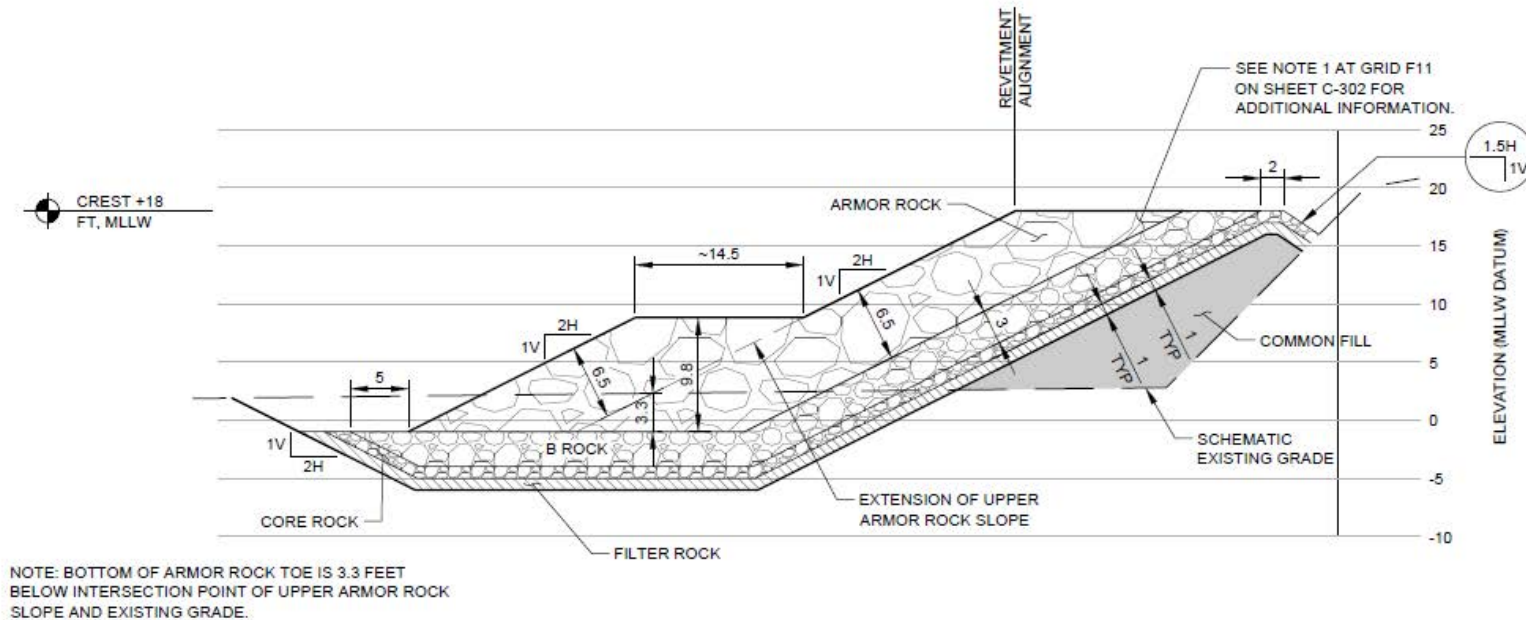 REVETMENT
ALIGNMENT
SEE NOTE 1 AT GRID F11
ON SHEET C-302 FOR
ADDITIONAL INFORMATION.
25
1.5H
1V
2
20
CREST +18
FT, MLLW
ARMOR ROCK
15
~14.5
2H
1V
10
2H
1V
6.5
3
COMMON FILL
6.5
9.8
1
TYP
1
TYP
5
5
3.3
0
ELEVATION (MLLW DATUM)
1V
2H
B ROCK
SCHEMATIC
EXISTING GRADE
-5
CORE ROCK
EXTENSION OF UPPER
ARMOR ROCK SLOPE
FILTER ROCK
-10
NOTE: BOTTOM OF ARMOR ROCK TOE IS 3.3 FEET
BELOW INTERSECTION POINT OF UPPER ARMOR ROCK
SLOPE AND EXISTING GRADE.